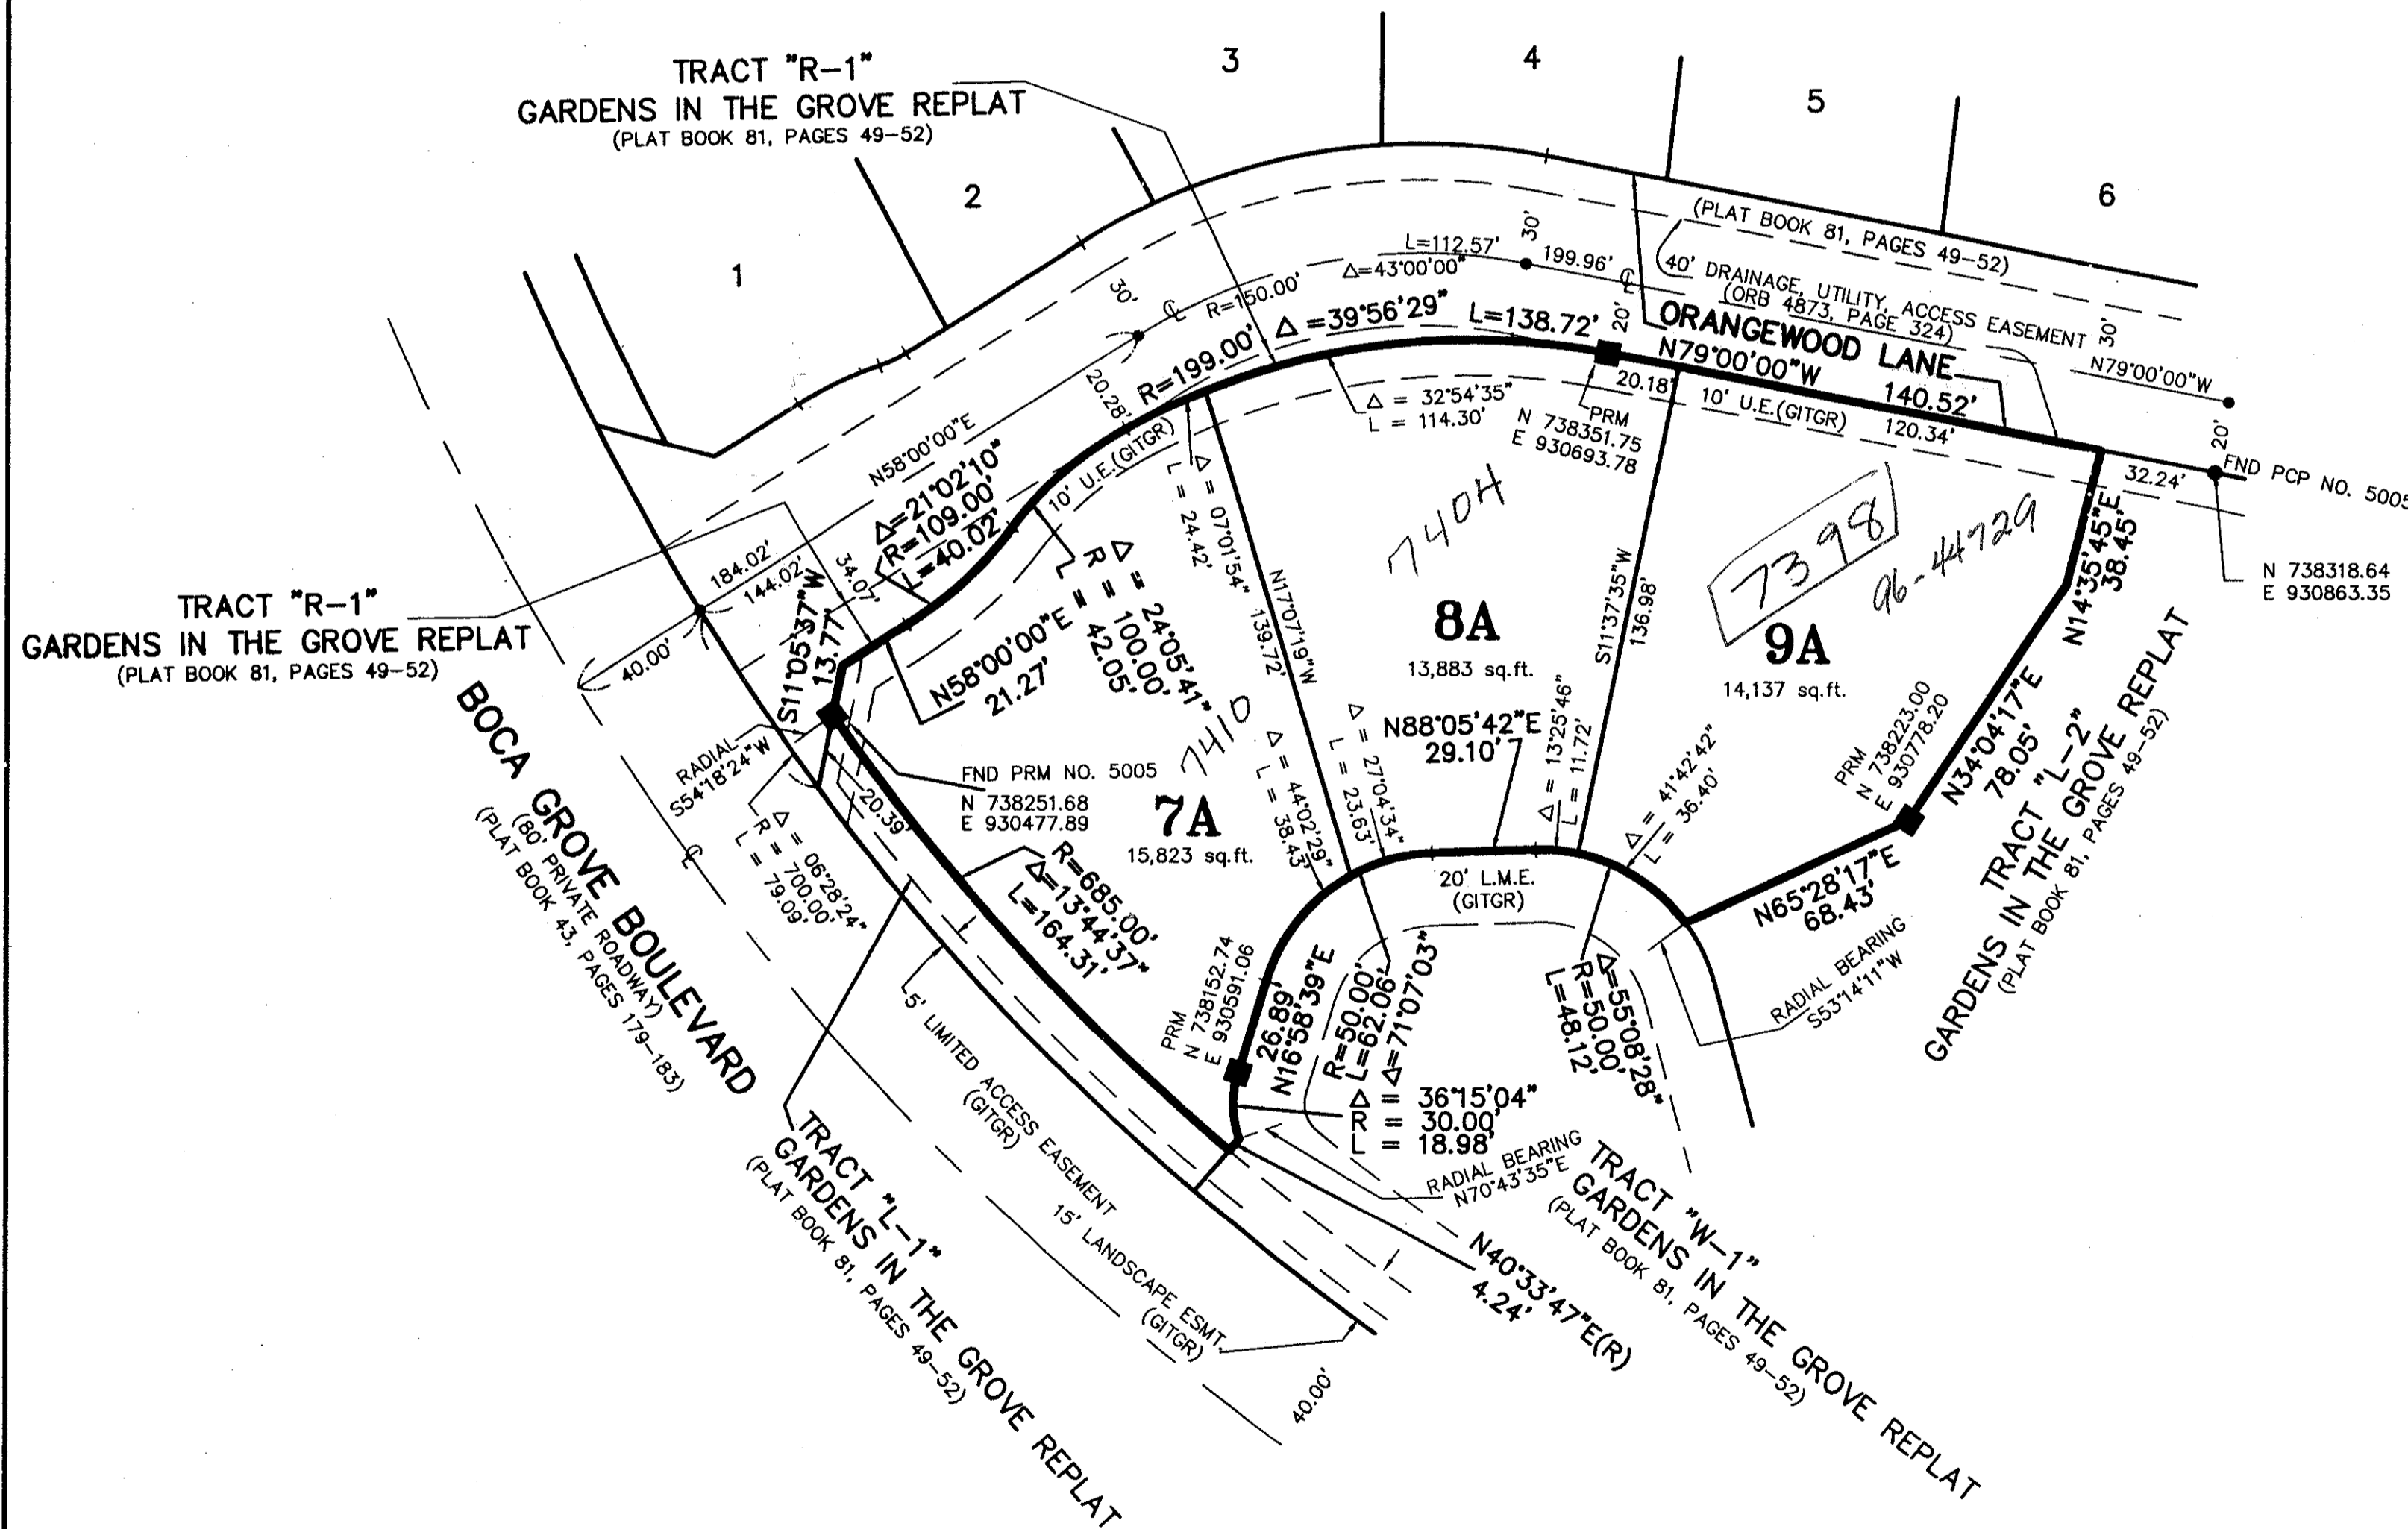 3
4
5
6
2
1
TRACT "R-1"
GARDENS IN THE GROVE REPLAT
(PLAT BOOK 81, PAGES 49-52)
(PLAT BOOK 81, PAGES 49-52)
40' DRAINAGE, UTILITY, ACCESS EASEMENT
(ORB 4873, PAGE 324)
ORANGEWOOD LANE
N79°00'00"W
140.52'
L=112.57'
Δ=43°00'00"
R=150.00'
30'
199.96'
℄
30'
℄
20'
30'
N79°00'00"W
20'
R=199.00'
Δ =39°56'29"
L=138.72'
20.28'
20.18'
10' U.E.(GITGR)
120.34'
32.24'
FND PCP NO. 5005
N 738318.64
E 930863.35
Δ = 32°54'35"
L = 114.30'
PRM
N 738351.75
E 930693.78
N58°00'00"E
Δ=21°02'10"
R=109.00'
L=40.02'
10' U.E.(GITGR)
Δ = 07°01'54"
L = 24.42'
184.02'
144.02'
34.07'
40.00'
S11°05'37"W
13.77'
TRACT "R-1"
GARDENS IN THE GROVE REPLAT
(PLAT BOOK 81, PAGES 49-52)
N58°00'00"E
21.27'
Δ = 24°05'41"
R = 100.00'
L = 42.05'
N17°07'19"W
139.72'
7404
8A
13,883 sq.ft.
S11°37'35"W
136.98'
7398
96-44729
9A
14,137 sq.ft.
N14°35'45"E
38.45'
N34°04'17"E
78.05'
PRM
N 738223.00
E 930778.20
TRACT "L-2"
GARDENS IN THE GROVE REPLAT
(PLAT BOOK 81, PAGES 49-52)
N65°28'17"E
68.43'
RADIAL BEARING
S53°14'11"W
7410
7A
15,823 sq.ft.
Δ = 44°02'29"
L = 38.43'
Δ = 27°04'34"
L = 23.63'
N88°05'42"E
29.10'
Δ = 13°25'46"
L = 11.72'
Δ = 41°42'42"
L = 36.40'
20' L.M.E.
(GITGR)
RADIAL
S54°18'24"W
FND PRM NO. 5005
N 738251.68
E 930477.89
20.39'
Δ = 06°28'24"
R = 700.00'
L = 79.09'
R=685.00'
Δ=13°44'37"
L=164.31'
℄
BOCA GROVE BOULEVARD
(80' PRIVATE ROADWAY)
(PLAT BOOK 43, PAGES 179-183)
PRM
N 738152.74
E 930591.06
26.89'
N16°58'39"E
R=50.00'
L=62.06'
Δ=71°07'03"
Δ=55°08'28"
R=50.00'
L=48.12'
Δ = 36°15'04"
R = 30.00'
L = 18.98'
RADIAL BEARING
N70°43'35"E
5' LIMITED ACCESS EASEMENT
(GITGR)
15' LANDSCAPE ESMT.
(GITGR)
40.00'
N40°33'47"E(R)
4.24'
TRACT "L-1"
GARDENS IN THE GROVE REPLAT
(PLAT BOOK 81, PAGES 49-52)
TRACT "W-1"
GARDENS IN THE GROVE REPLAT
(PLAT BOOK 81, PAGES 49-52)